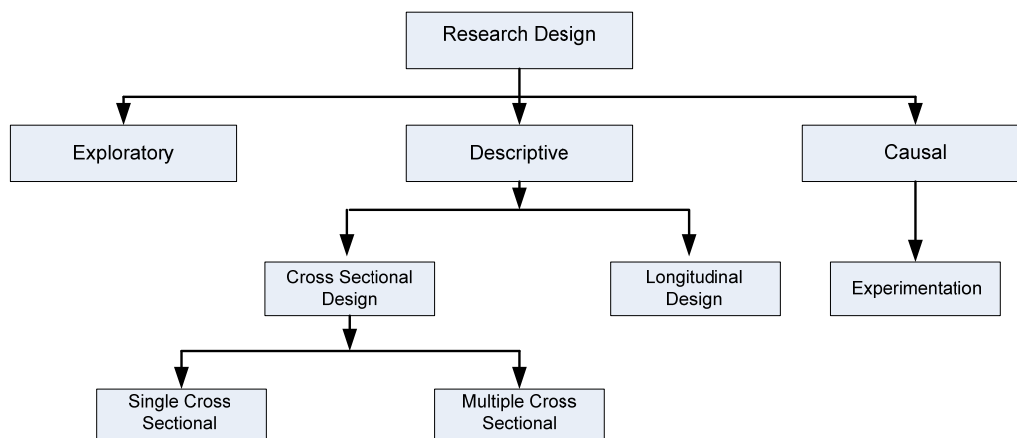 Research Design
Exploratory
Descriptive
Causal
Cross Sectional
Design
Longitudinal
Design
Experimentation
Single Cross
Sectional
Multiple Cross
Sectional